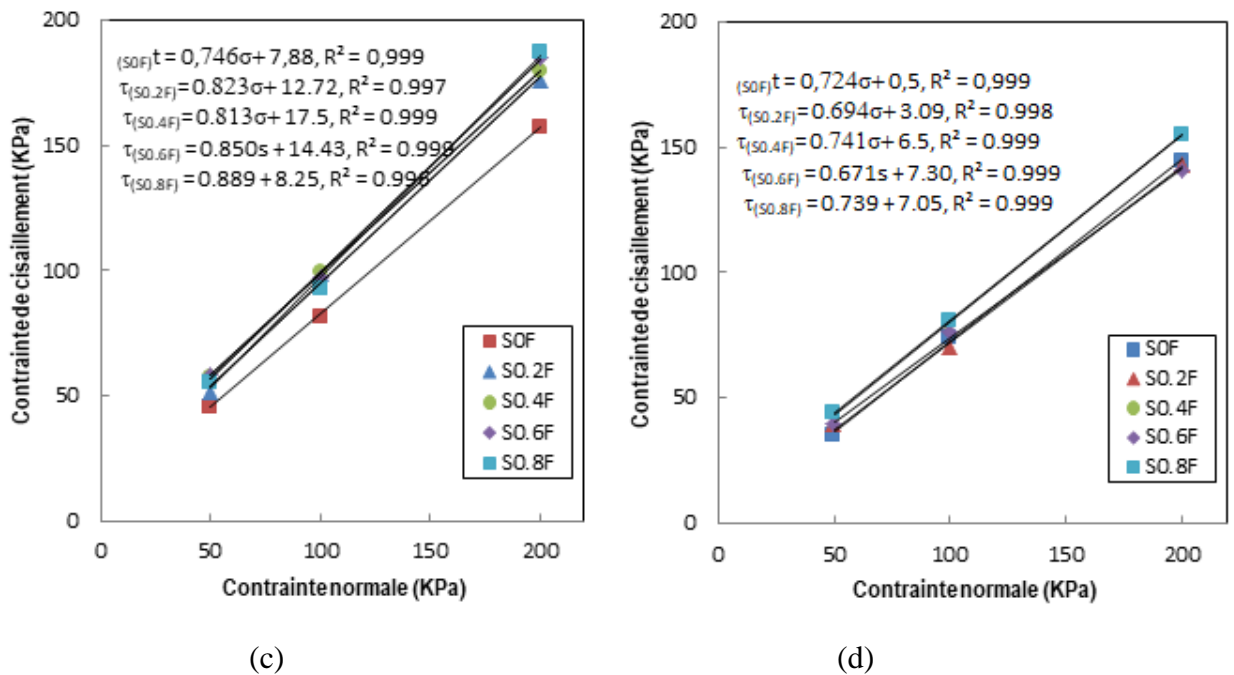 200
150
100
50
0
Contrainte de cisaillement (KPa)
(S0F)t = 0,746σ+ 7,88, R² = 0,999
τ(S0.2F)= 0.823σ+ 12.72, R² = 0.997
τ(S0.4F)= 0.813σ+ 17.5, R² = 0.999
τ(S0.6F)= 0.850s + 14.43, R² = 0.999
τ(S0.8F)= 0.889 + 8.25, R² = 0.996
S0F
S0.2F
S0.4F
S0.6F
S0.8F
0 50 100 150 200
Contrainte normale (KPa)
(c)
200
150
100
50
0
Contrainte de cisaillement (KPa)
(S0F)t = 0,724σ+ 0,5, R² = 0,999
τ(S0.2F)= 0.694σ+ 3.09, R² = 0.998
τ(S0.4F)= 0.741σ+ 6.5, R² = 0.999
τ(S0.6F)= 0.671s + 7.30, R² = 0.999
τ(S0.8F)= 0.739 + 7.05, R² = 0.999
S0F
S0.2F
S0.4F
S0.6F
S0.8F
0 50 100 150 200
Contrainte normale (KPa)
(d)